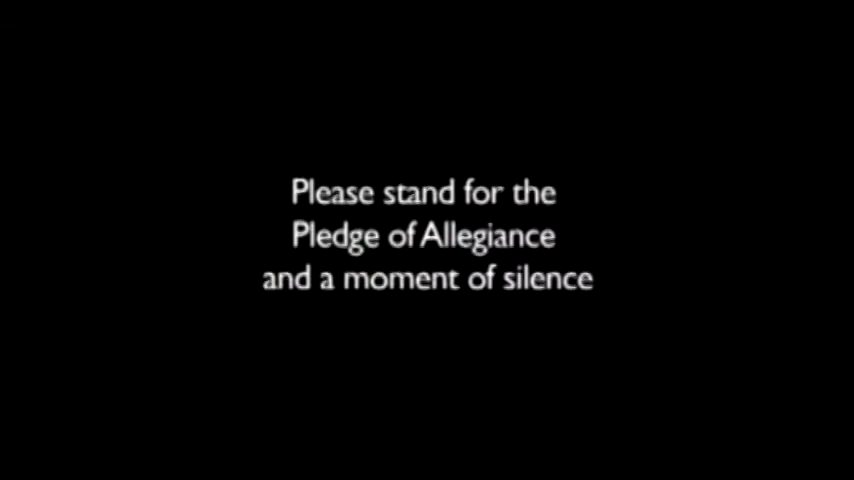 Please stand for the
Pledge of Allegiance
and a moment of silence